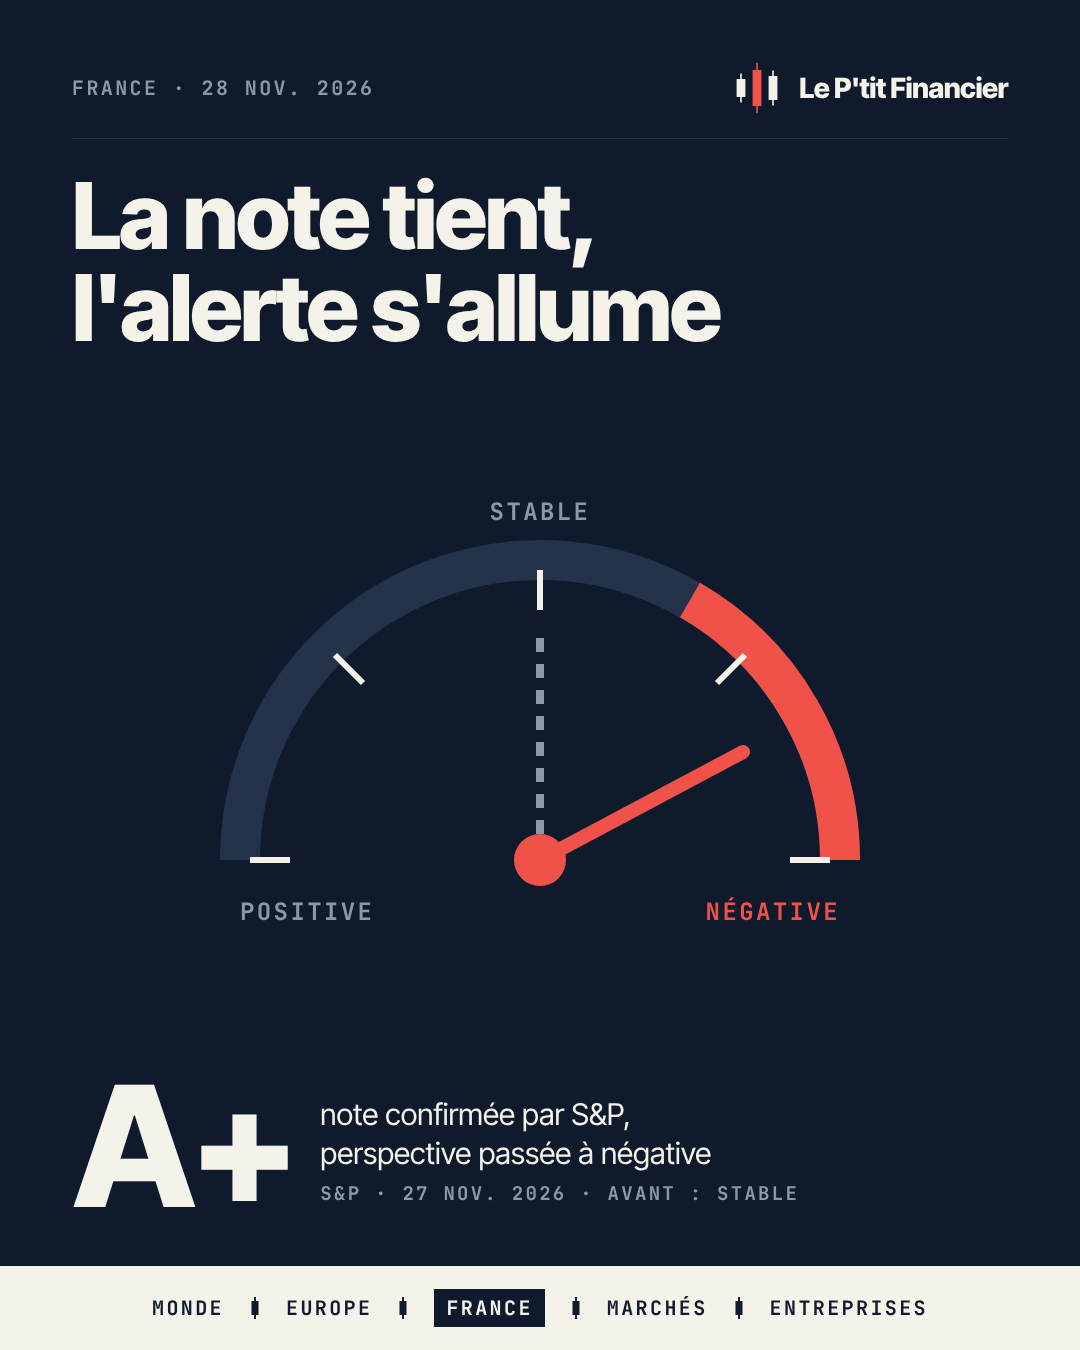 FRANCE · 28 NOV. 2026
Le P'tit Financier
La note tient,
l'alerte s'allume
STABLE
POSITIVE
NÉGATIVE
A+
note confirmée par S&P,
perspective passée à négative
S&P · 27 NOV. 2026 · AVANT : STABLE
MONDE EUROPE FRANCE MARCHÉS ENTREPRISES